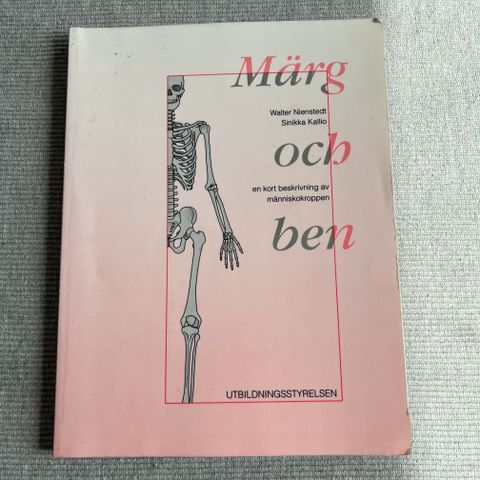 Märg
Walter Nienstedt
Sinikka Kallio
och
en kort beskrivning av
människokroppen
ben
UTBILDNINGSSTYRELSEN